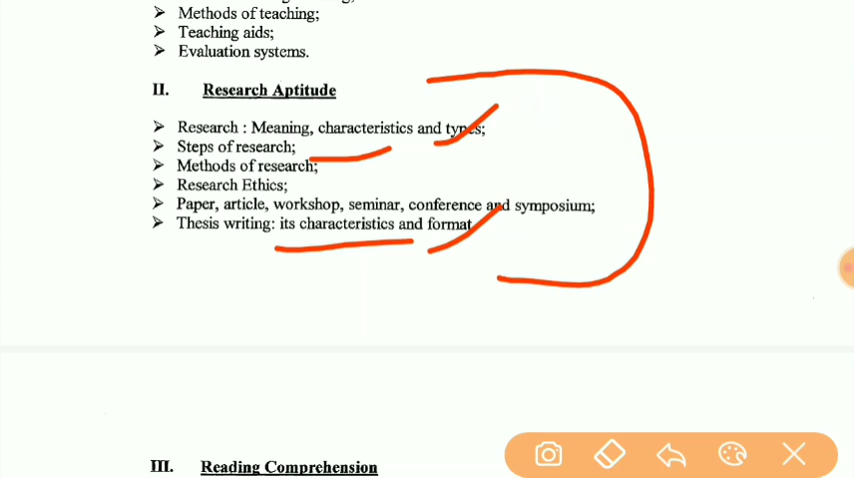 ➢ Methods of teaching;
➢ Teaching aids;
➢ Evaluation systems.
II. Research Aptitude
➢ Research : Meaning, characteristics and types;
➢ Steps of research;
➢ Methods of research;
➢ Research Ethics;
➢ Paper, article, workshop, seminar, conference and symposium;
➢ Thesis writing: its characteristics and format
III. Reading Comprehension